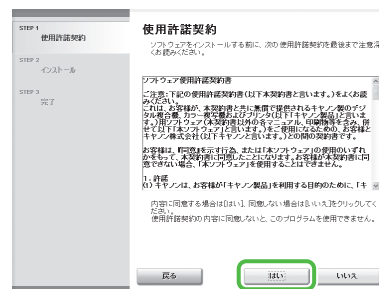 STEP 1
使用許諾契約
STEP 2
インストール
STEP 3
完了
使用許諾契約
ソフトウェアをインストールする前に、次の使用許諾契約を最後まで注意深
くお読みください。
ソフトウェア使用許諾契約書
ご注意：下記の使用許諾契約書(以下本契約書と言います。)をよくお読
みください。
これは、お客様が、本契約書と共に無償で提供されるキヤノン製のデジ
タル複合機、カラー複写機およびプリンタ(以下「キヤノン製品」と言いま
す。)用ソフトウェア(本契約書以外の各マニュアル、印刷物等を含み、併
せて以下「本ソフトウェア」と言います。)をご使用になるための、お客様と
キヤノン株式会社(以下キヤノンと言います。)との間の契約書です。
お客様は、『同意』を示す行為、または「本ソフトウェア」の使用のいずれ
かをもって、本契約書に同意したことになります。お客様が本契約書に同
意できない場合、「本ソフトウェア」を使用することはできません。
1. 許諾
(1) キヤノンは、お客様が「キヤノン製品」を利用する目的のために、「キ
内容に同意する場合は[はい]、同意しない場合は[いいえ]をクリックしてく
ださい。
使用許諾契約の内容に同意しないと、このプログラムを使用できません。
戻る
はい
いいえ